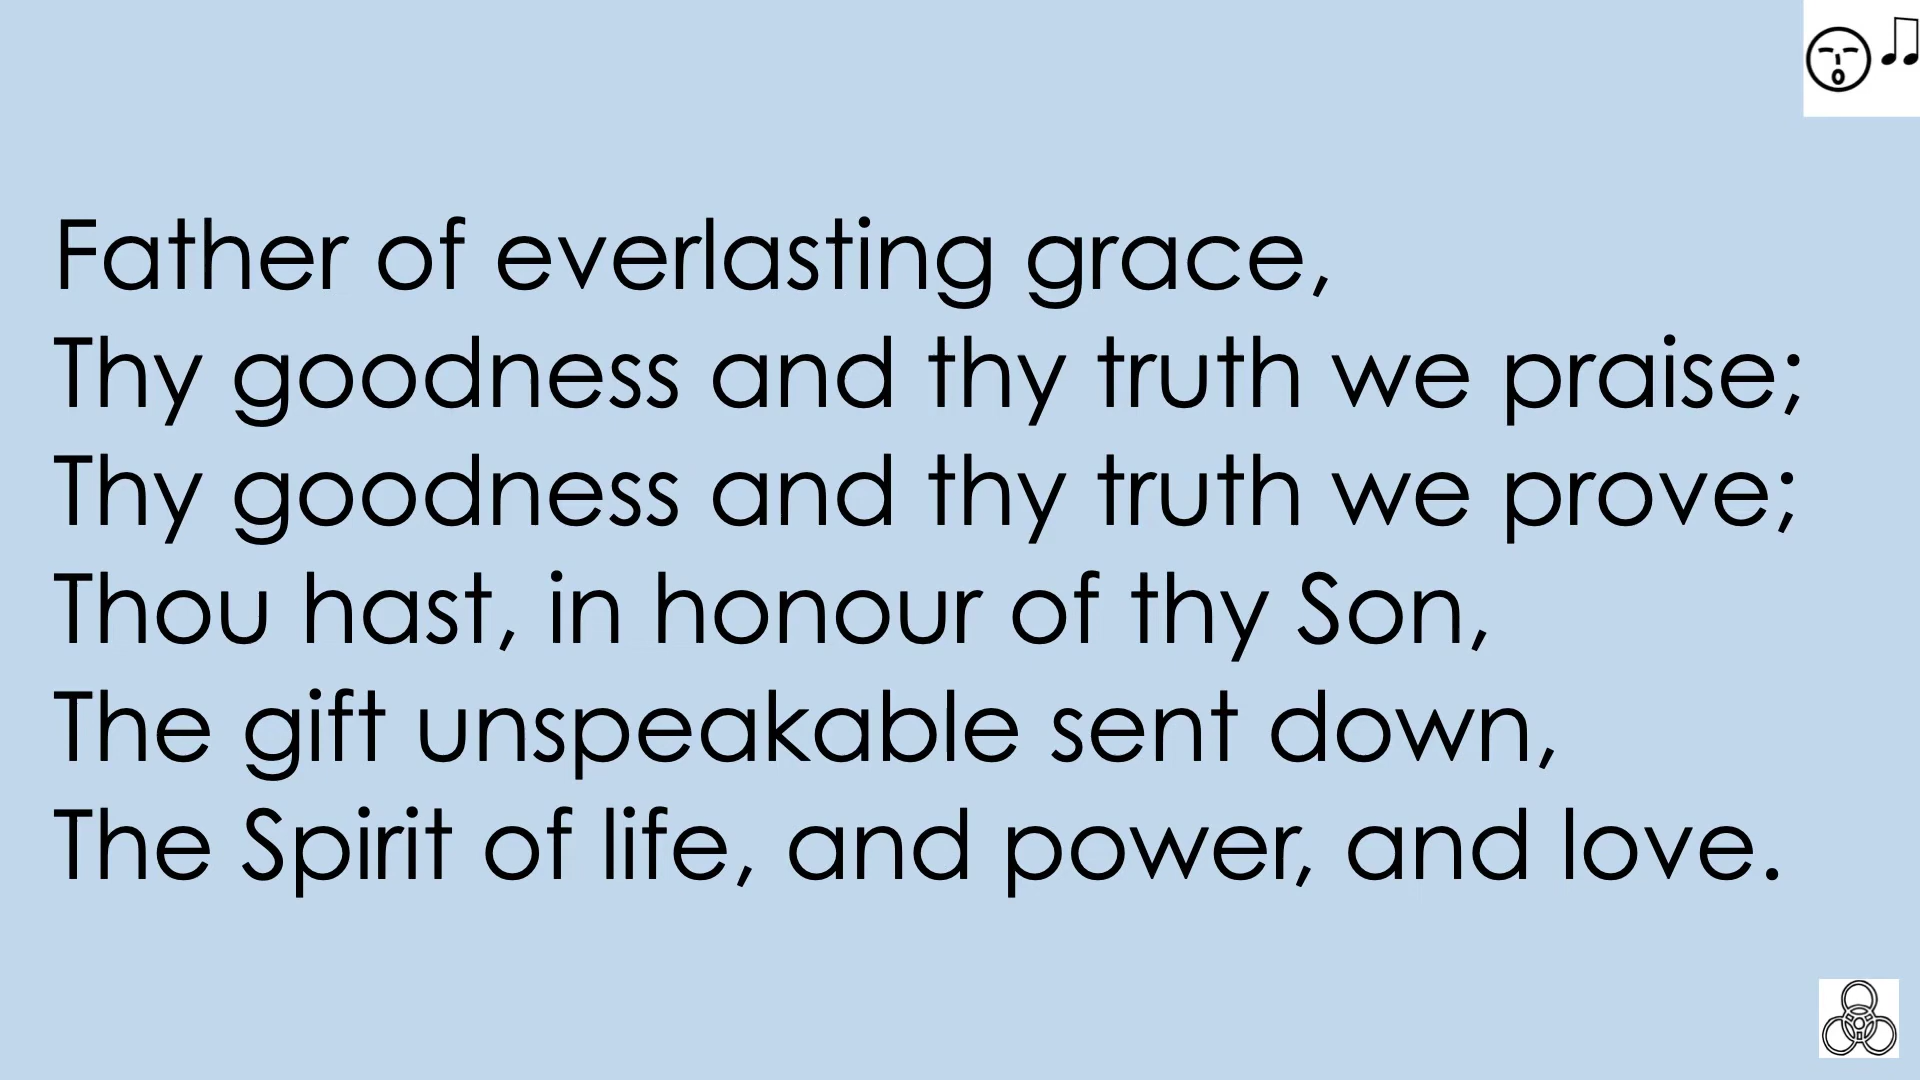 Father of everlasting grace,
Thy goodness and thy truth we praise;
Thy goodness and thy truth we prove;
Thou hast, in honour of thy Son,
The gift unspeakable sent down,
The Spirit of life, and power, and love.